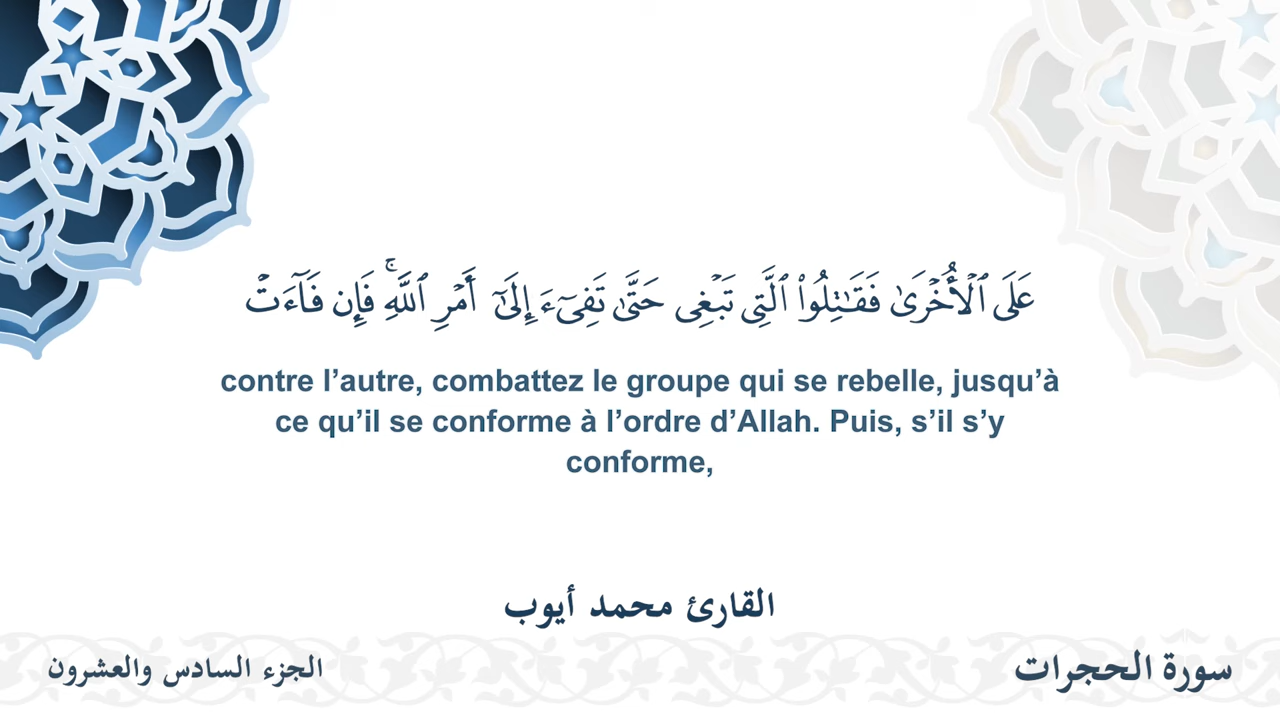 عَلَى ٱلۡأُخۡرَىٰ فَقَـٰتِلُوا۟ ٱلَّتِی تَبۡغِی حَتَّىٰ تَفِیۤءَ إِلَىٰۤ أَمۡرِ ٱللَّهِۚ فَإِن فَاۤءَتۡ
contre l’autre, combattez le groupe qui se rebelle, jusqu’à
ce qu’il se conforme à l’ordre d’Allah. Puis, s’il s’y
conforme,
القارئ محمد أيوب
سورة الحجرات
الجزء السادس والعشرون